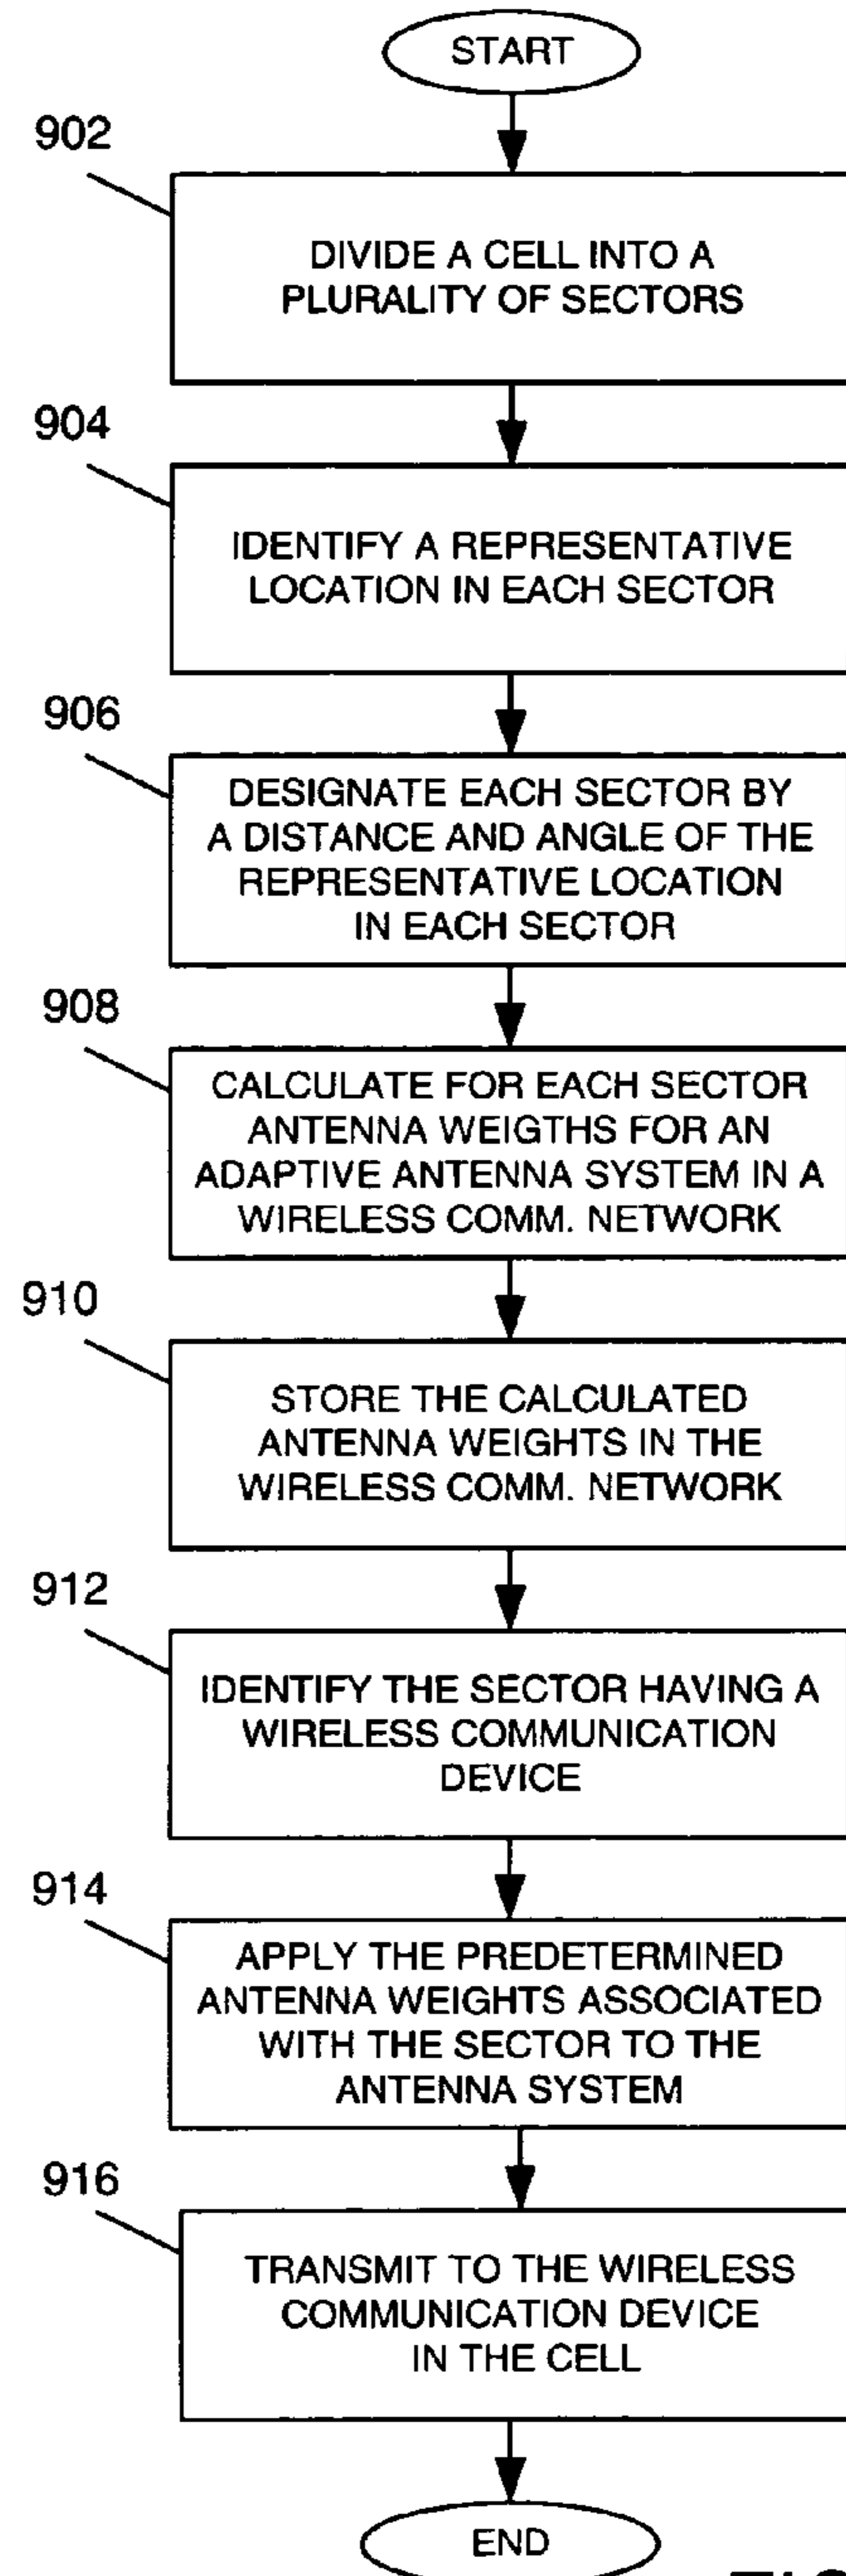 START
902
DIVIDE A CELL INTO A
PLURALITY OF SECTORS
904
IDENTIFY A REPRESENTATIVE
LOCATION IN EACH SECTOR
906
DESIGNATE EACH SECTOR BY
A DISTANCE AND ANGLE OF THE
REPRESENTATIVE LOCATION
IN EACH SECTOR
908
CALCULATE FOR EACH SECTOR
ANTENNA WEIGTHS FOR AN
ADAPTIVE ANTENNA SYSTEM IN A
WIRELESS COMM. NETWORK
910
STORE THE CALCULATED
ANTENNA WEIGHTS IN THE
WIRELESS COMM. NETWORK
912
IDENTIFY THE SECTOR HAVING A
WIRELESS COMMUNICATION
DEVICE
914
APPLY THE PREDETERMINED
ANTENNA WEIGHTS ASSOCIATED
WITH THE SECTOR TO THE
ANTENNA SYSTEM
916
TRANSMIT TO THE WIRELESS
COMMUNICATION DEVICE
IN THE CELL
END